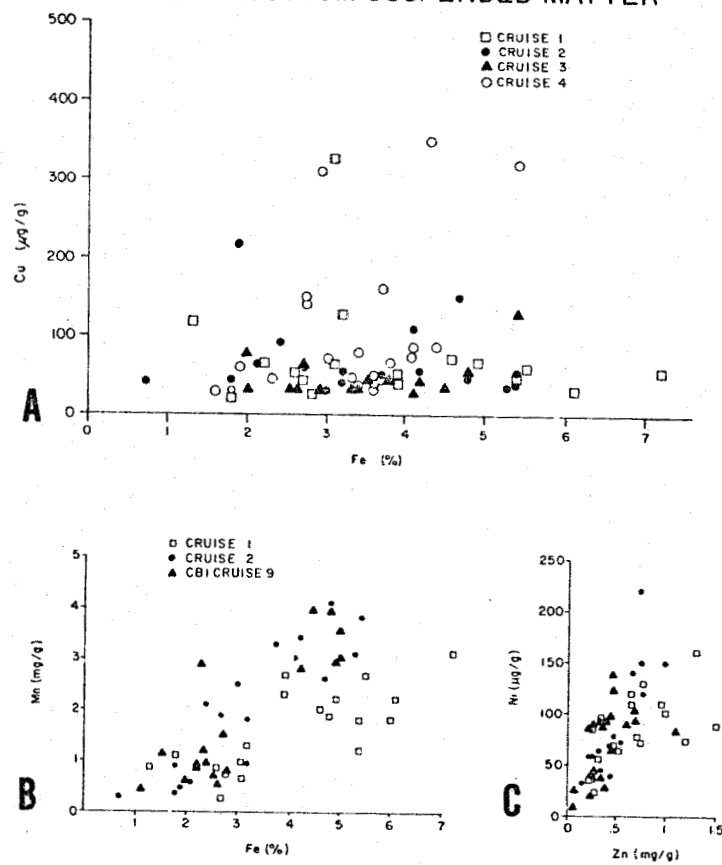 SUSPENDED MATTER
□ CRUISE 1
● CRUISE 2
▲ CRUISE 3
○ CRUISE 4
500
400
300
200
100
0
Cu (μg/g)
0 1 2 3 4 5 6 7
Fe (%)
A
□ CRUISE 1
● CRUISE 2
▲ CBI CRUISE 9
5
4
3
2
1
0
Mn (mg/g)
0 1 2 3 4 5 6 7
Fe (%)
B
250
200
150
100
50
0
Ni (μg/g)
0 .5 1.0 1.5
Zn (mg/g)
C